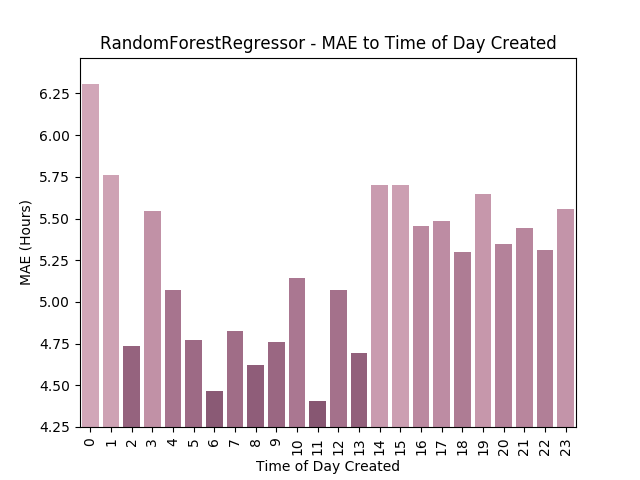 RandomForestRegressor - MAE to Time of Day Created
MAE (Hours)
6.25
6.00
5.75
5.50
5.25
5.00
4.75
4.50
4.25
0 1 2 3 4 5 6 7 8 9 10 11 12 13 14 15 16 17 18 19 20 21 22 23
Time of Day Created